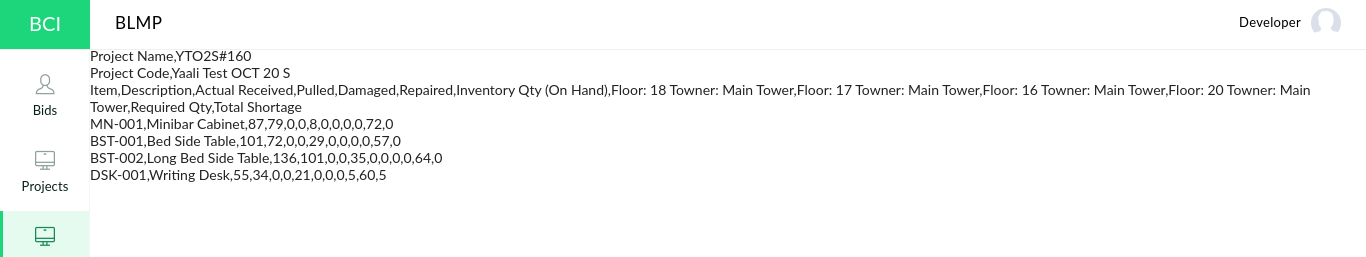 BCI
BLMP
Developer
Bids
Projects
Project Name,YTO2S#160
Project Code,Yaali Test OCT 20 S
Item,Description,Actual Received,Pulled,Damaged,Repaired,Inventory Qty (On Hand),Floor: 18 Towner: Main Tower,Floor: 17 Towner: Main Tower,Floor: 16 Towner: Main Tower,Floor: 20 Towner: Main
Tower,Required Qty,Total Shortage
MN-001,Minibar Cabinet,87,79,0,0,8,0,0,0,0,72,0
BST-001,Bed Side Table,101,72,0,0,29,0,0,0,0,57,0
BST-002,Long Bed Side Table,136,101,0,0,35,0,0,0,0,64,0
DSK-001,Writing Desk,55,34,0,0,21,0,0,0,5,60,5